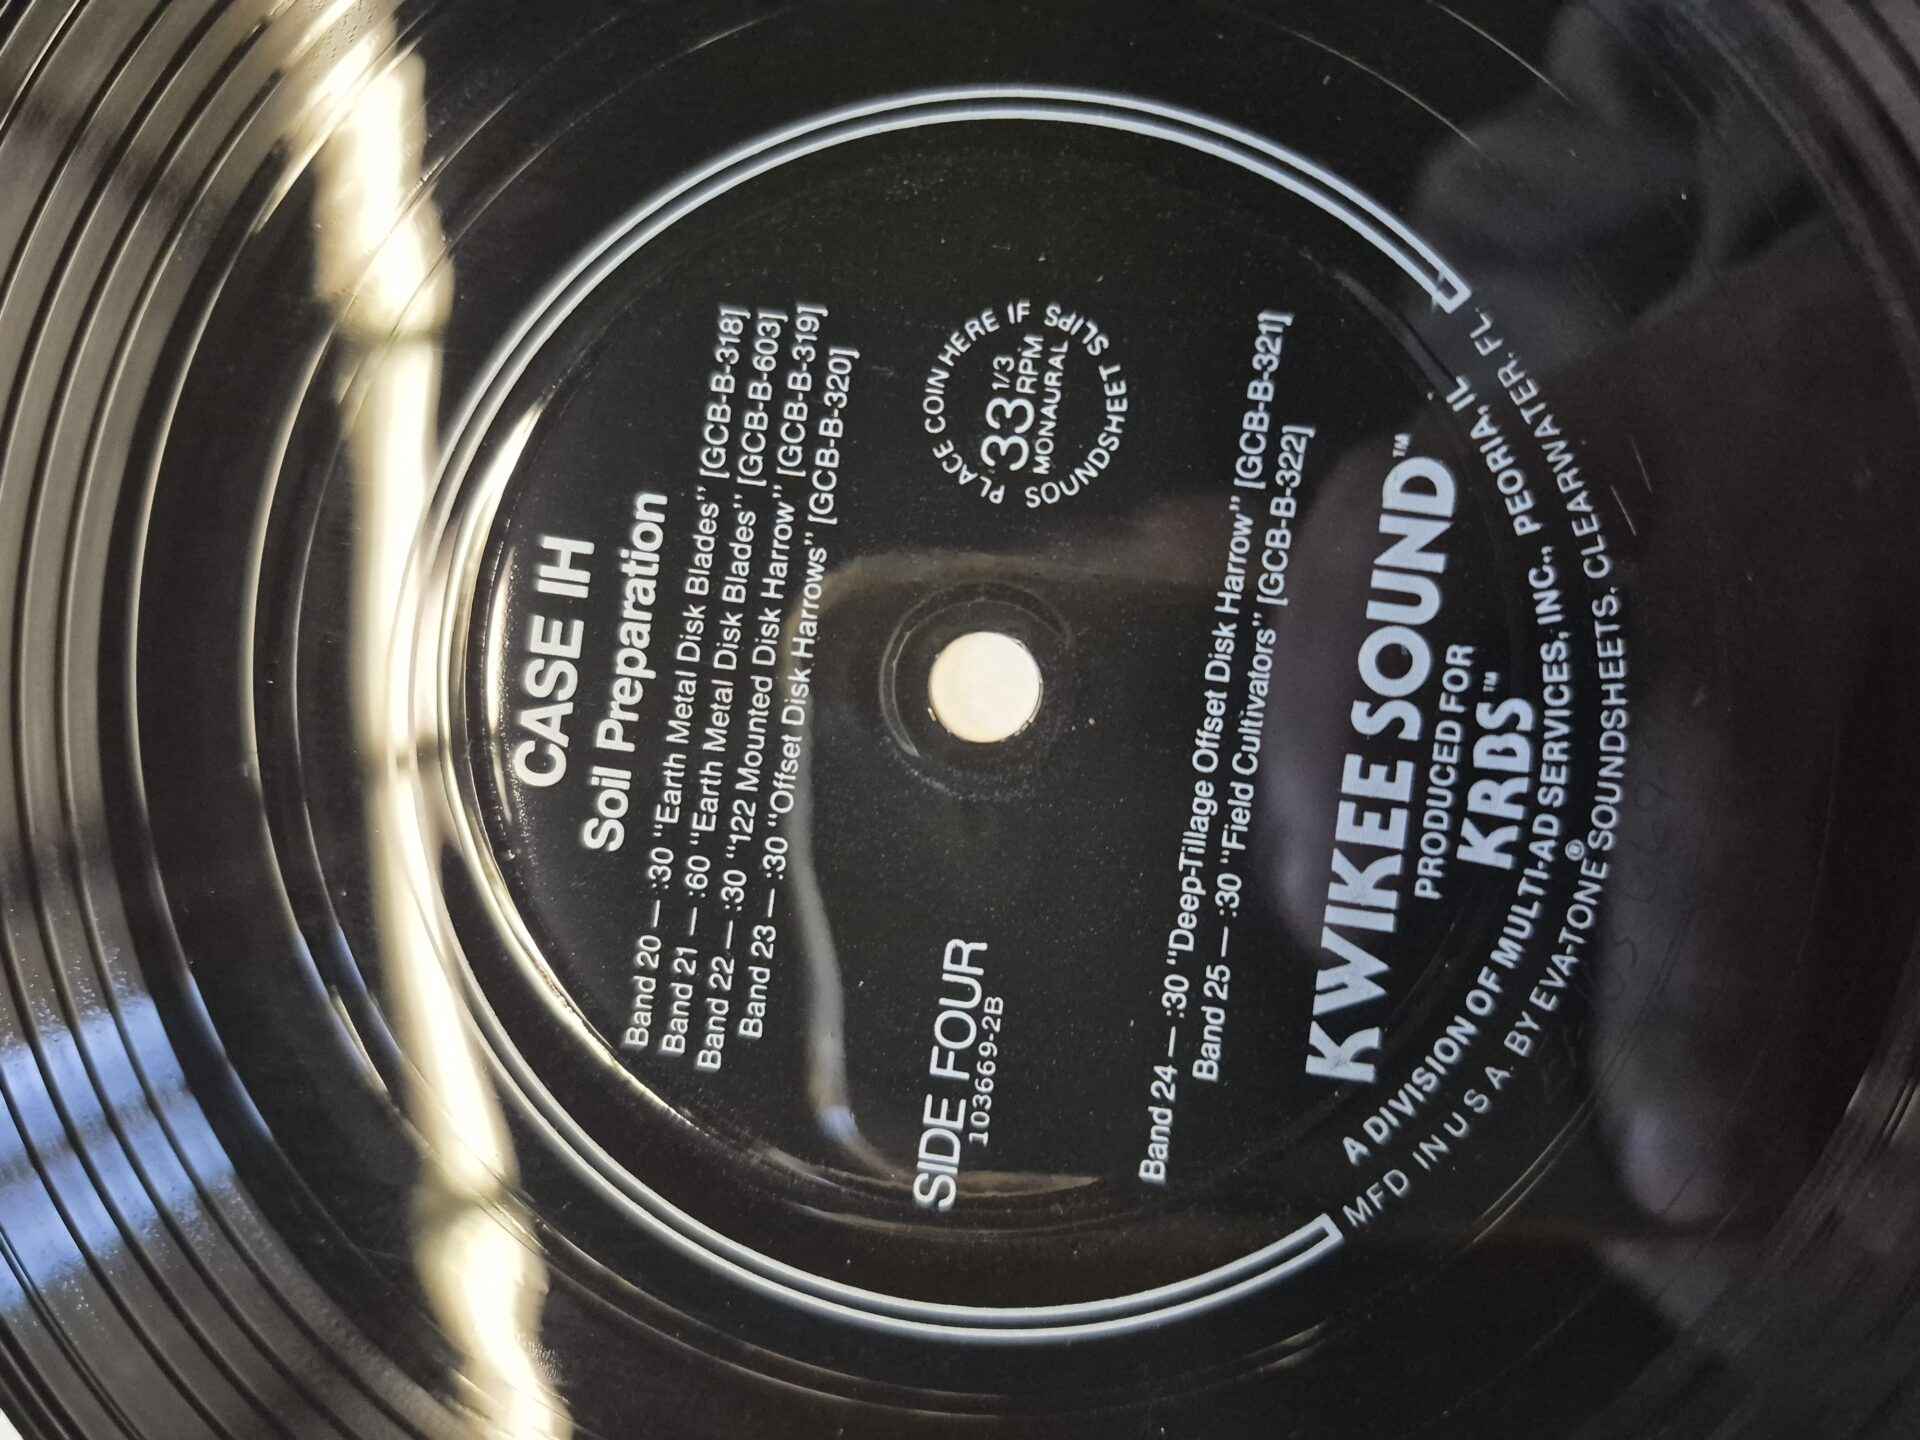 CASE IH
Soil Preparation
Band 20 — :30 "Earth Metal Disk Blades" [GCB-B-318]
Band 21 — :60 "Earth Metal Disk Blades" [GCB-B-603]
Band 22 — :30 "122 Mounted Disk Harrow" [GCB-B-319]
Band 23 — :30 "Offset Disk Harrows" [GCB-B-320]
SIDE FOUR
103669-2B
PLACE COIN HERE IF
33 1/3
RPM
MONAURAL
SOUNDSHEET SLIPS
Band 24 — :30 "Deep-Tillage Offset Disk Harrow" [GCB-B-321]
Band 25 — :30 "Field Cultivators" [GCB-B-322]
KWIKEE SOUND™
PRODUCED FOR
KRBS™
A DIVISION OF MULTI-AD SERVICES, INC., PEORIA, IL
MFD IN U S A. BY EVA-TONE® SOUNDSHEETS, CLEARWATER, FL.